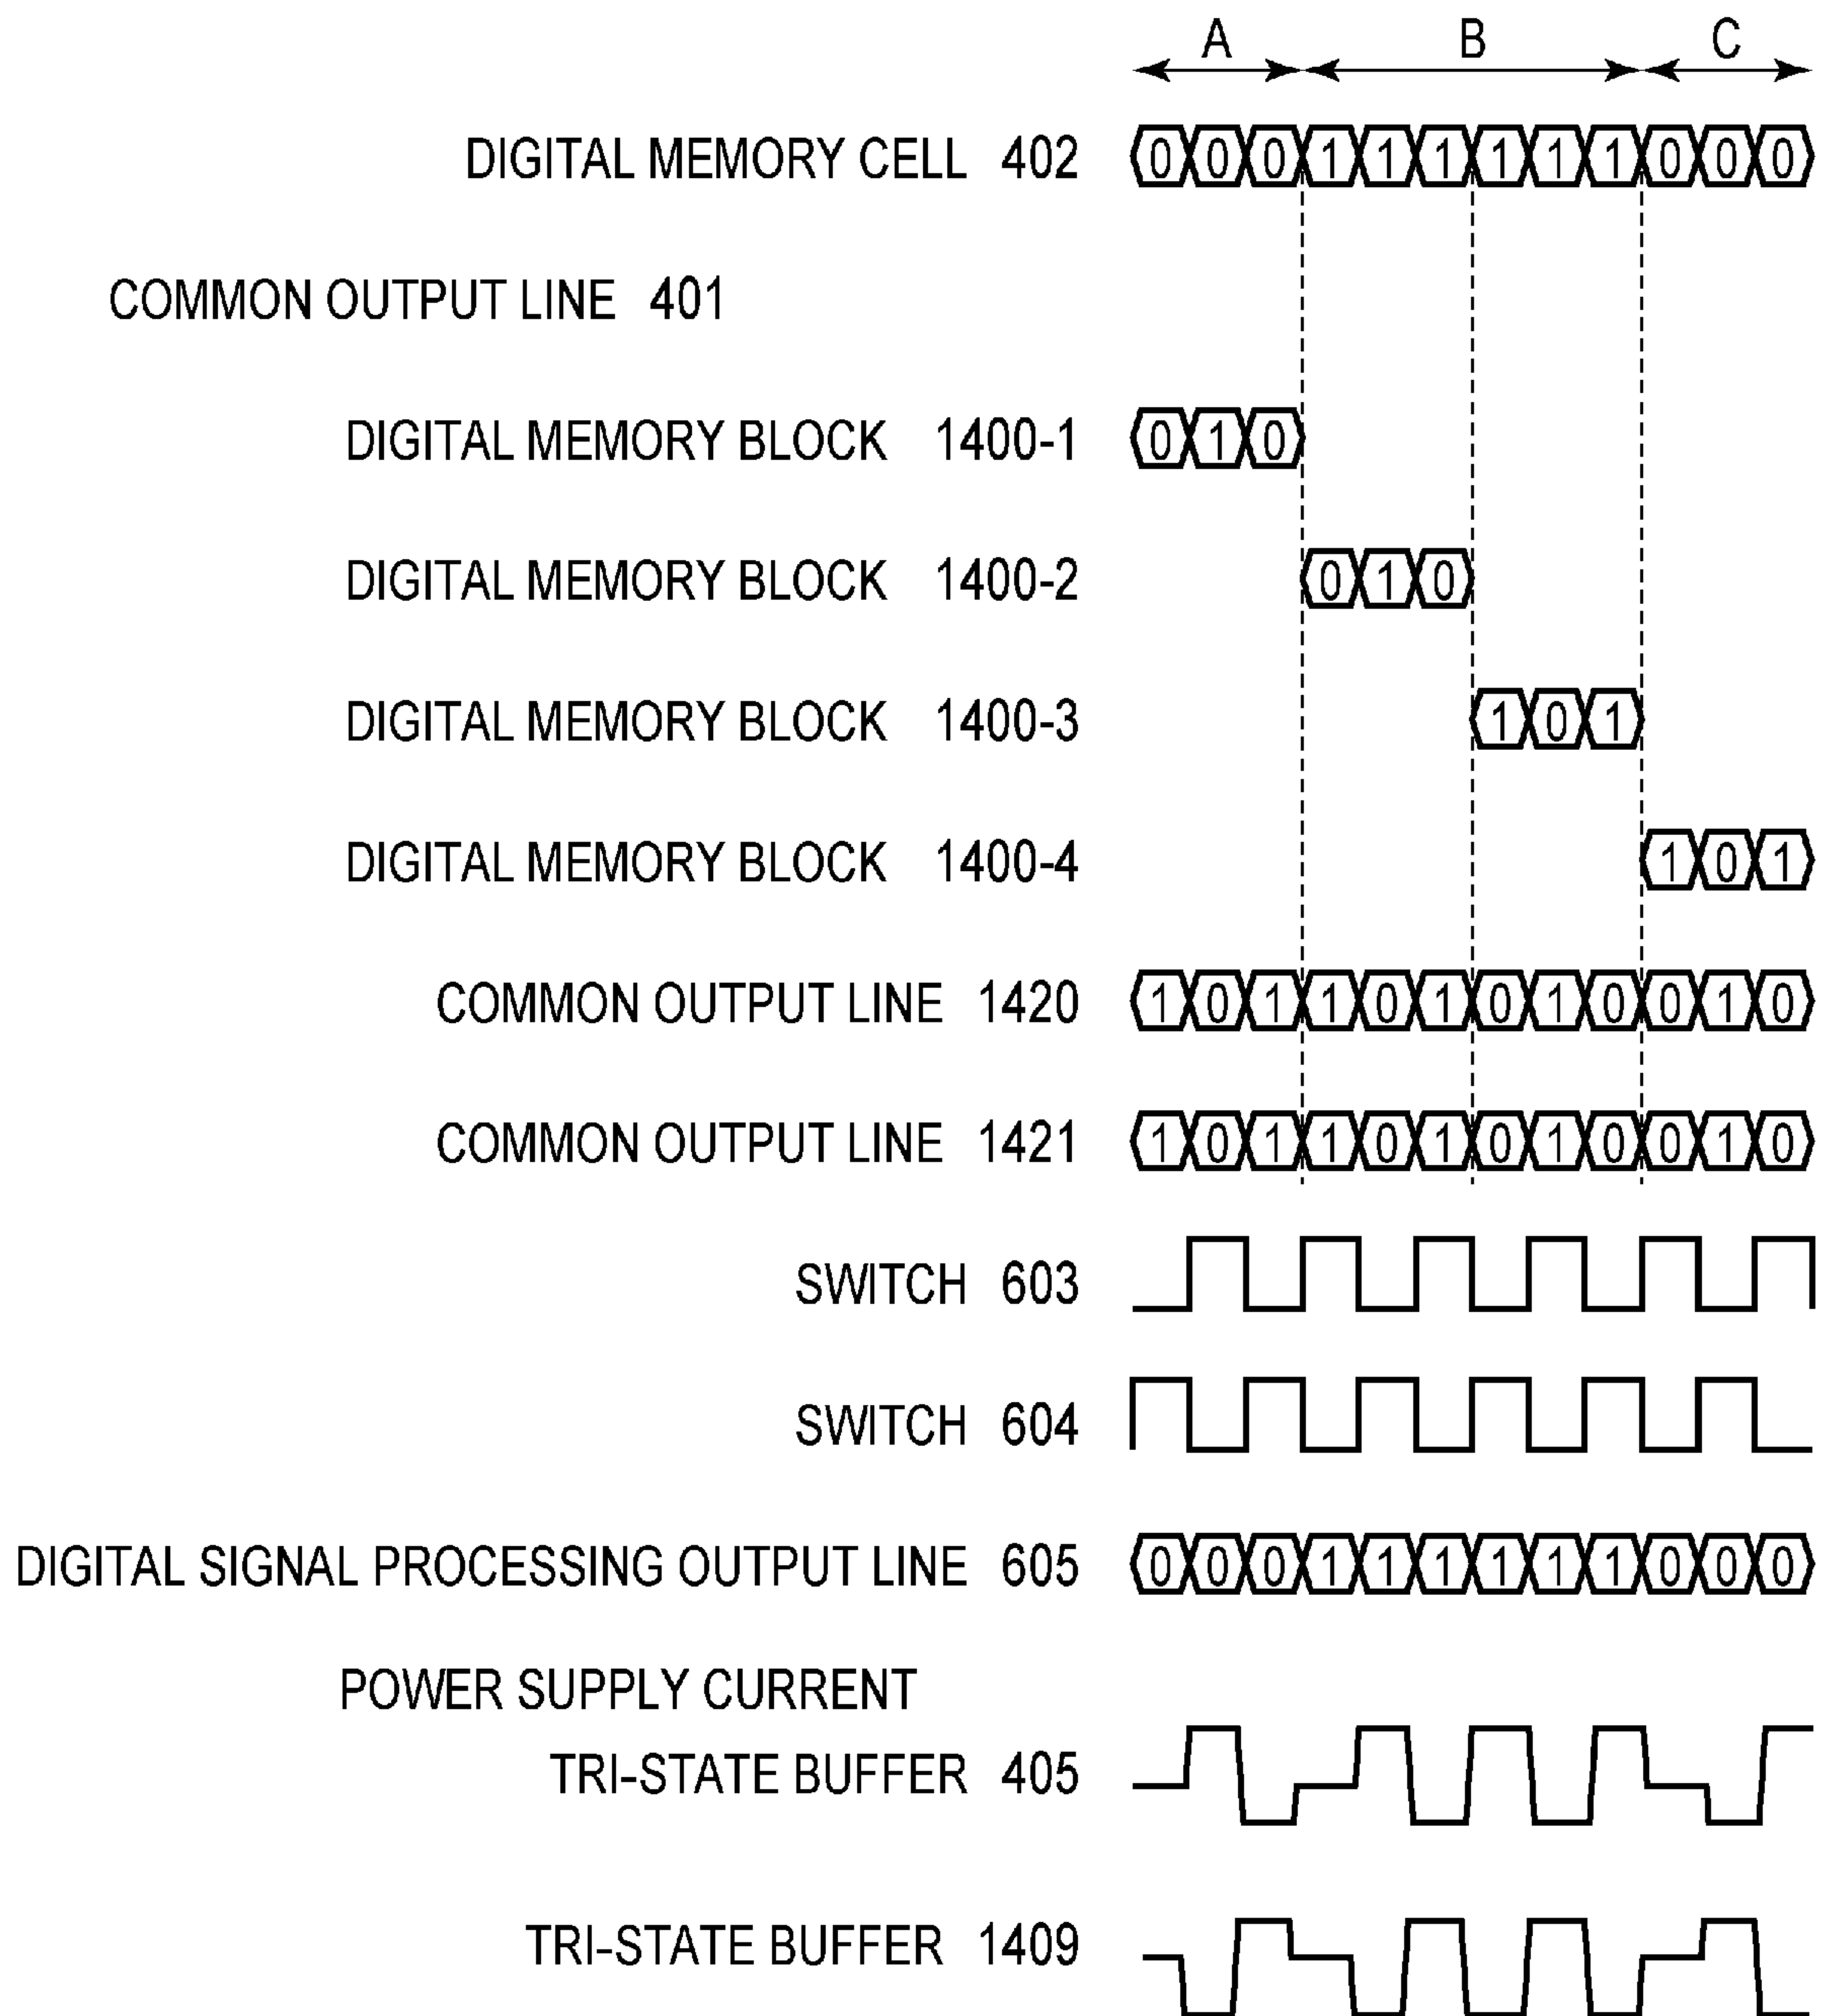 A B C
DIGITAL MEMORY CELL 402 0 0 0 1 1 1 1 1 1 0 0 0
COMMON OUTPUT LINE 401
DIGITAL MEMORY BLOCK 1400-1 0 1 0
DIGITAL MEMORY BLOCK 1400-2 0 1 0
DIGITAL MEMORY BLOCK 1400-3 1 0 1
DIGITAL MEMORY BLOCK 1400-4 1 0 1
COMMON OUTPUT LINE 1420 1 0 1 1 0 1 0 1 0 0 1 0
COMMON OUTPUT LINE 1421 1 0 1 1 0 1 0 1 0 0 1 0
SWITCH 603
SWITCH 604
DIGITAL SIGNAL PROCESSING OUTPUT LINE 605 0 0 0 1 1 1 1 1 1 0 0 0
POWER SUPPLY CURRENT
TRI-STATE BUFFER 405
TRI-STATE BUFFER 1409